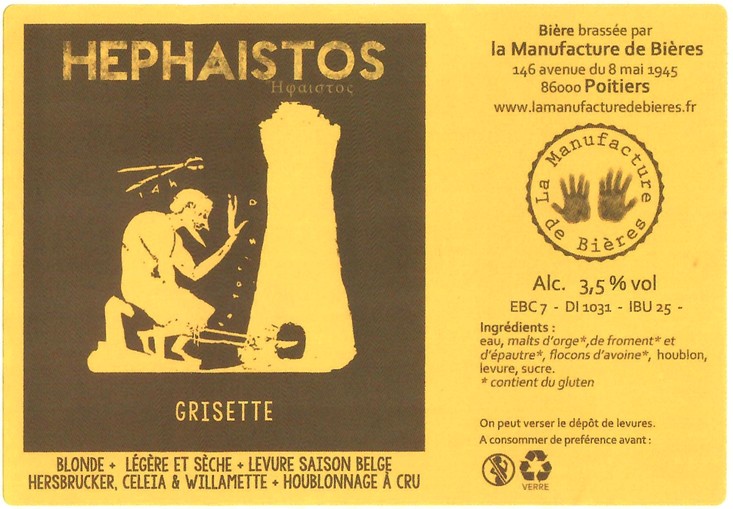 HEPHAISTOS
Ηφαιστος
GRISETTE
BLONDE + LÉGÈRE ET SÈCHE + LEVURE SAISON BELGE
HERSBRUCKER, CELEIA & WILLAMETTE + HOUBLONNAGE À CRU
Bière brassée par
la Manufacture de Bières
146 avenue du 8 mai 1945
86000 Poitiers
www.lamanufacturedebieres.fr
La Manufacture
de Bières
Alc. 3,5 % vol
EBC 7 - DI 1031 - IBU 25 -
Ingrédients :
eau, malts d'orge*,de froment* et
d'épautre*, flocons d'avoine*, houblon,
levure, sucre.
* contient du gluten
On peut verser le dépôt de levures.
A consommer de preférence avant :
VERRE